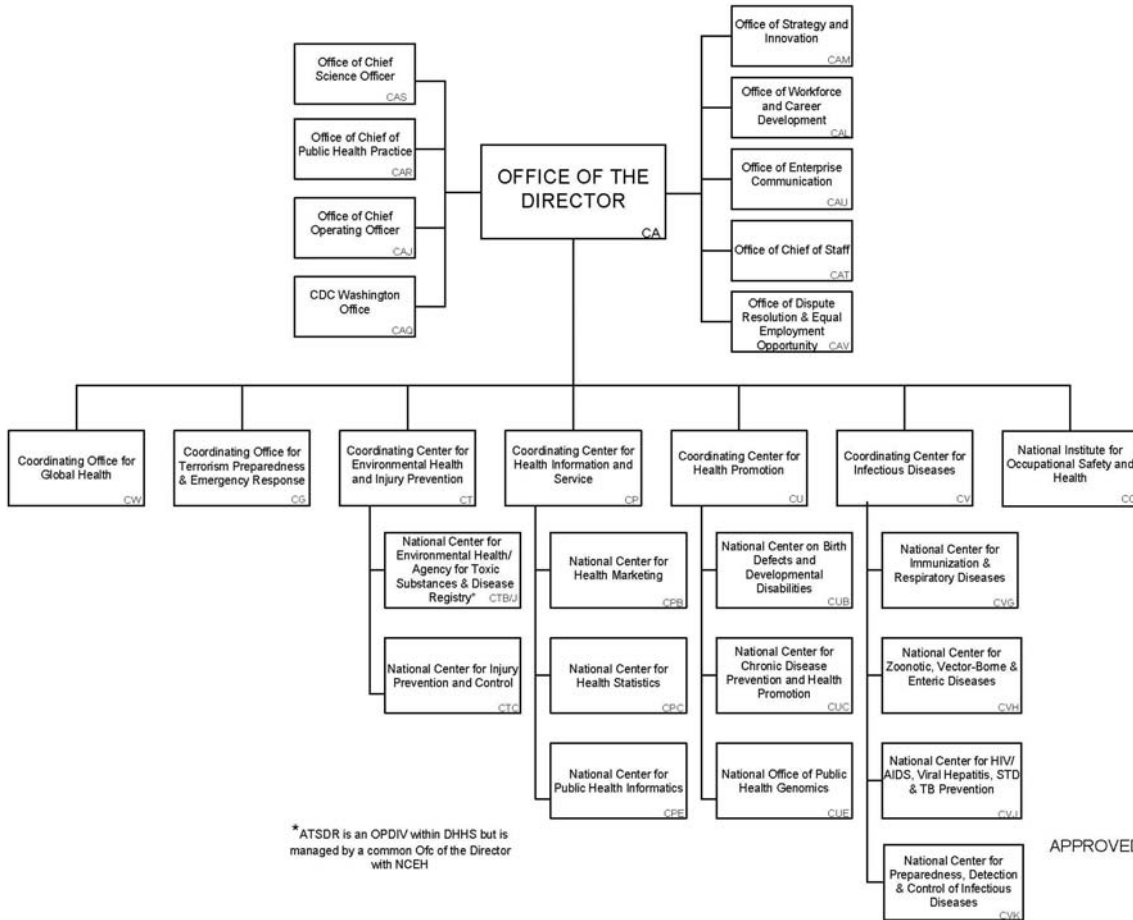 Office of Chief
Science Officer
CAS
Office of Chief of
Public Health Practice
CAR
Office of Chief
Operating Officer
CAJ
CDC Washington
Office
CAQ
OFFICE OF THE
DIRECTOR
CA
Office of Strategy and
Innovation
CAM
Office of Workforce
and Career
Development
CAL
Office of Enterprise
Communication
CAU
Office of Chief of Staff
CAT
Office of Dispute
Resolution & Equal
Employment
Opportunity CAV
Coordinating Office for
Global Health
CW
Coordinating Office for
Terrorism Preparedness
& Emergency Response
CG
Coordinating Center for
Environmental Health
and Injury Prevention
CT
Coordinating Center for
Health Information and
Service
CP
Coordinating Center for
Health Promotion
CU
Coordinating Center for
Infectious Diseases
CV
National Institute for
Occupational Safety and
Health
National Center for
Environmental Health/
Agency for Toxic
Substances & Disease
Registry* CTB/J
National Center for Injury
Prevention and Control
CTC
National Center for
Health Marketing
CPB
National Center for
Health Statistics
CPC
National Center for
Public Health Informatics
CPE
National Center on Birth
Defects and
Developmental
Disabilities
CUB
National Center for
Chronic Disease
Prevention and Health
Promotion
CUC
National Office of Public
Health Genomics
CUE
National Center for
Immunization &
Respiratory Diseases
CVG
National Center for
Zoonotic, Vector-Borne &
Enteric Diseases
CVH
National Center for HIV/
AIDS, Viral Hepatitis, STD
& TB Prevention
CVJ
National Center for
Preparedness, Detection
& Control of Infectious
Diseases
CVK
*ATSDR is an OPDIV within DHHS but is
managed by a common Ofc of the Director
with NCEH
APPROVED